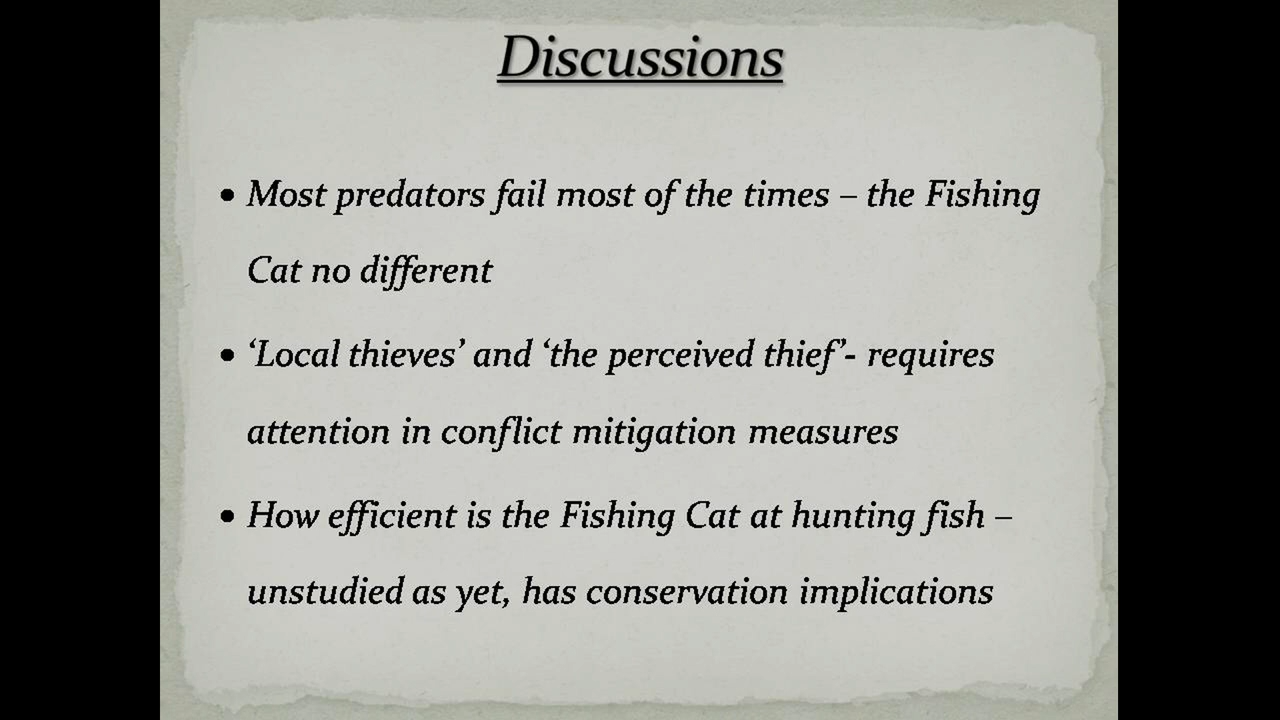 Discussions
• Most predators fail most of the times – the Fishing
Cat no different
• ‘Local thieves’ and ‘the perceived thief’- requires
attention in conflict mitigation measures
• How efficient is the Fishing Cat at hunting fish –
unstudied as yet, has conservation implications